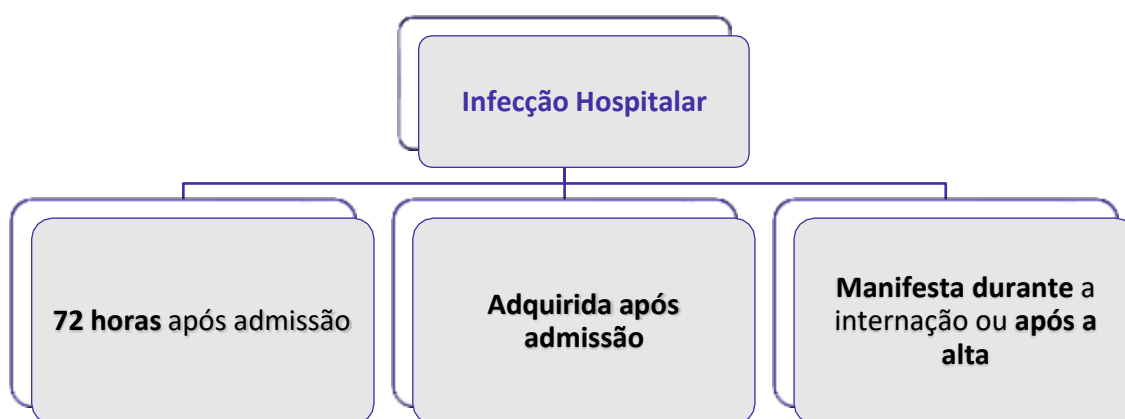 Infecção Hospitalar
72 horas após admissão
Adquirida após
admissão
Manifesta durante a
internação ou após a
alta